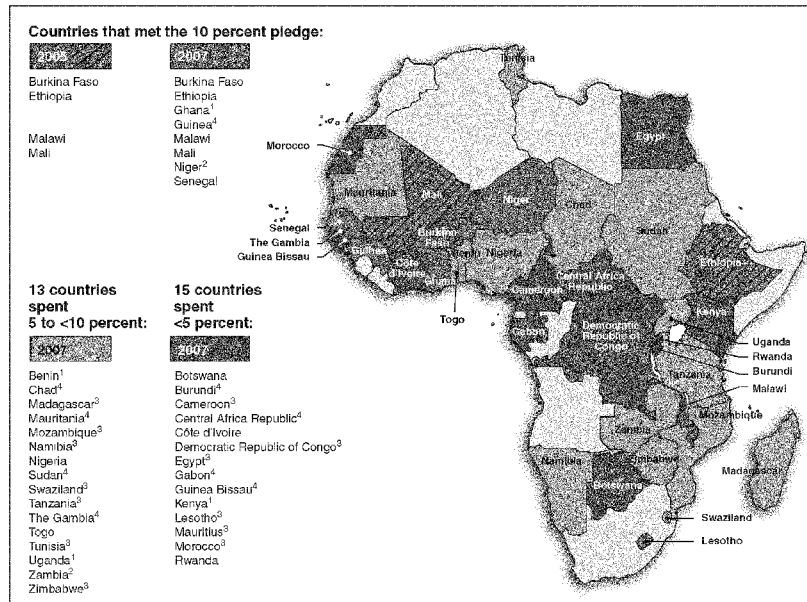 Countries that met the 10 percent pledge:
2005
Burkina Faso
Ethiopia
Malawi
Mali
2007
Burkina Faso
Ethiopia
Ghana¹
Guinea⁴
Malawi
Mali
Niger²
Senegal
13 countries
spent
5 to <10 percent:
2007
Benin¹
Chad⁴
Madagascar³
Mauritania⁴
Mozambique³
Namibia³
Nigeria
Sudan⁴
Swaziland³
Tanzania³
The Gambia⁴
Togo
Tunisia³
Uganda¹
Zambia²
Zimbabwe³
15 countries
spent
<5 percent:
2007
Botswana
Burundi⁴
Cameroon³
Central Africa Republic⁴
Côte d'Ivoire
Democratic Republic of Congo³
Egypt³
Gabon⁴
Guinea Bissau⁴
Kenya¹
Lesotho³
Mauritius³
Morocco³
Rwanda
Tunisia
Morocco
Egypt
Mauritania
Mali
Niger
Chad
Sudan
Senegal
The Gambia
Guinea Bissau
Guinea
Côte
d'Ivoire
Burkina
Faso
Ghana
Benin
Nigeria
Togo
Cameroon
Central Africa
Republic
Ethiopia
Gabon
Democratic
Republic of
Congo
Kenya
Uganda
Rwanda
Burundi
Tanzania
Malawi
Mozambique
Zambia
Zimbabwe
Namibia
Botswana
Madagascar
Swaziland
Lesotho